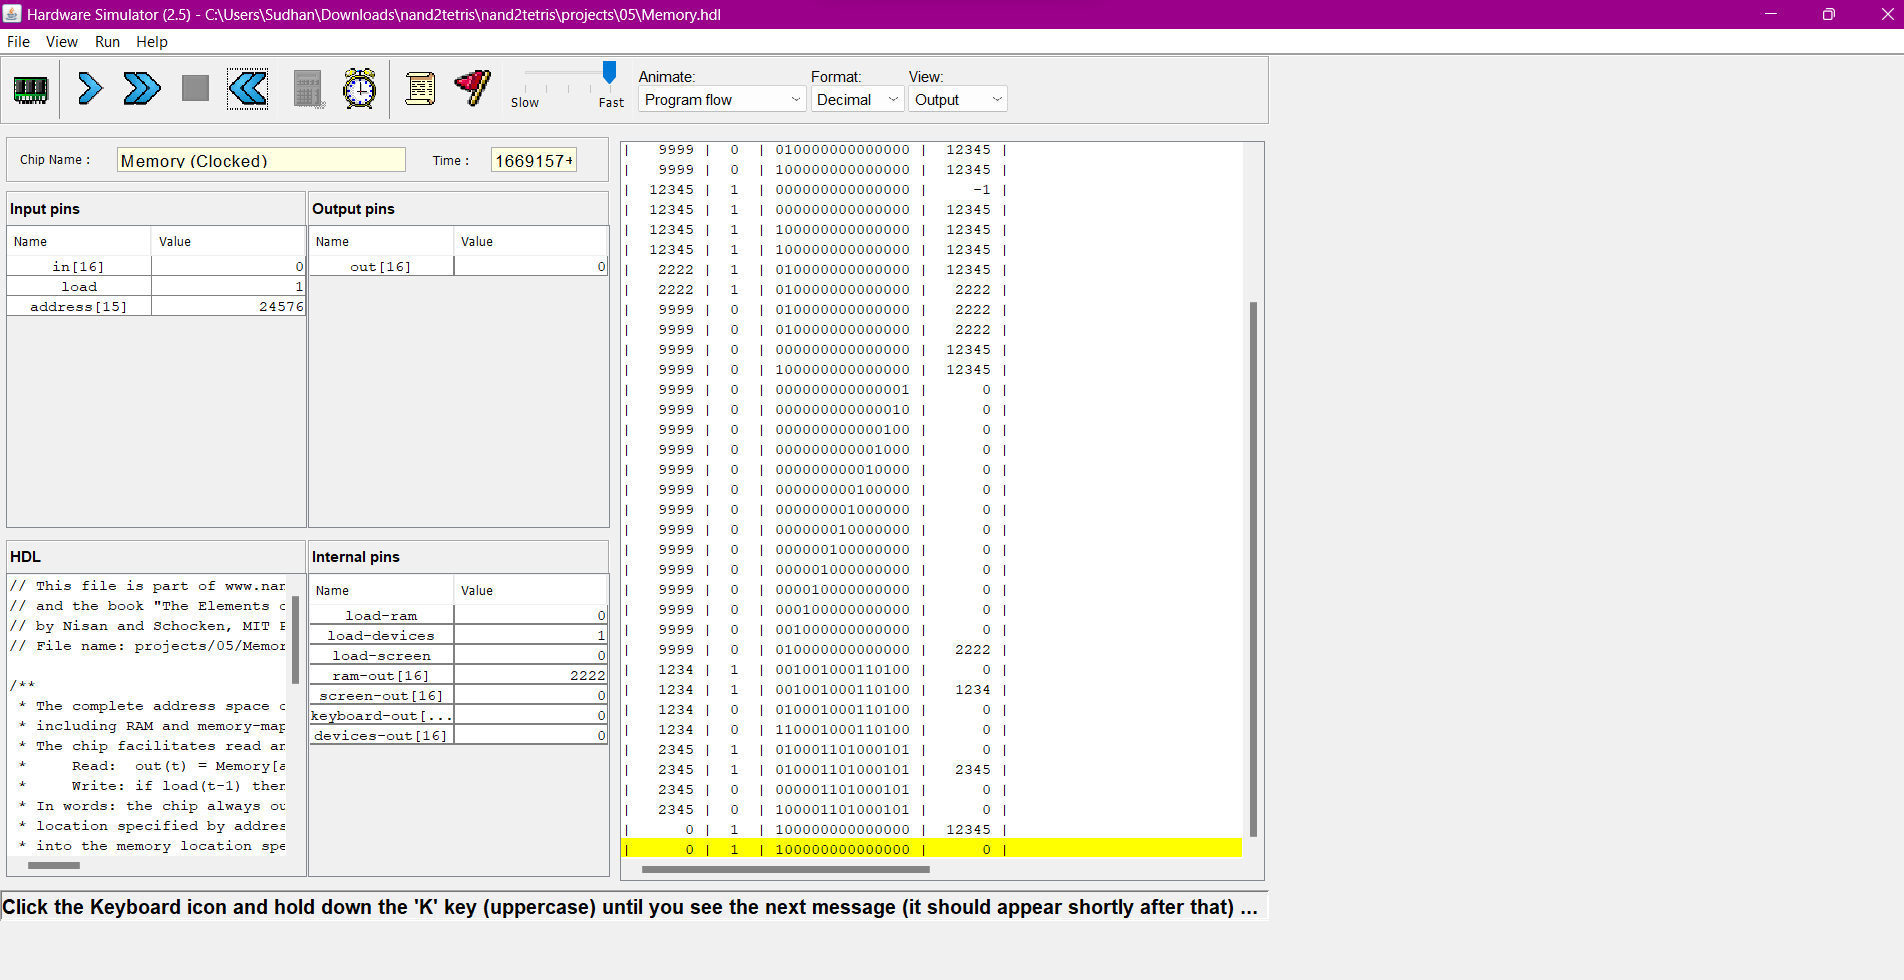 Hardware Simulator (2.5) - C:\Users\Sudhan\Downloads\nand2tetris\nand2tetris\projects\05\Memory.hdl
File View Run Help
Slow Fast
Animate: Format: View:
Program flow Decimal Output
Chip Name : Memory (Clocked) Time : 1669157+
Input pins
Name Value
in[16] 0
load 1
address[15] 24576
Output pins
Name Value
out[16] 0
HDL
// This file is part of www.nan
// and the book "The Elements o
// by Nisan and Schocken, MIT P
// File name: projects/05/Memor
/**
* The complete address space o
* including RAM and memory-map
* The chip facilitates read an
* Read: out(t) = Memory[a
* Write: if load(t-1) then
* In words: the chip always ou
* location specified by addres
* into the memory location spe
Internal pins
Name Value
load-ram 0
load-devices 1
load-screen 0
ram-out[16] 2222
screen-out[16] 0
keyboard-out[... 0
devices-out[16] 0
| 9999 | 0 | 010000000000000 | 12345 |
| 9999 | 0 | 100000000000000 | 12345 |
| 12345 | 1 | 000000000000000 | -1 |
| 12345 | 1 | 000000000000000 | 12345 |
| 12345 | 1 | 100000000000000 | 12345 |
| 12345 | 1 | 100000000000000 | 12345 |
| 2222 | 1 | 010000000000000 | 12345 |
| 2222 | 1 | 010000000000000 | 2222 |
| 9999 | 0 | 010000000000000 | 2222 |
| 9999 | 0 | 010000000000000 | 2222 |
| 9999 | 0 | 000000000000000 | 12345 |
| 9999 | 0 | 100000000000000 | 12345 |
| 9999 | 0 | 000000000000001 | 0 |
| 9999 | 0 | 000000000000010 | 0 |
| 9999 | 0 | 000000000000100 | 0 |
| 9999 | 0 | 000000000001000 | 0 |
| 9999 | 0 | 000000000010000 | 0 |
| 9999 | 0 | 000000000100000 | 0 |
| 9999 | 0 | 000000001000000 | 0 |
| 9999 | 0 | 000000010000000 | 0 |
| 9999 | 0 | 000000100000000 | 0 |
| 9999 | 0 | 000001000000000 | 0 |
| 9999 | 0 | 000010000000000 | 0 |
| 9999 | 0 | 000100000000000 | 0 |
| 9999 | 0 | 001000000000000 | 0 |
| 9999 | 0 | 010000000000000 | 2222 |
| 1234 | 1 | 001001000110100 | 0 |
| 1234 | 1 | 001001000110100 | 1234 |
| 1234 | 0 | 010001000110100 | 0 |
| 1234 | 0 | 110001000110100 | 0 |
| 2345 | 1 | 010001101000101 | 0 |
| 2345 | 1 | 010001101000101 | 2345 |
| 2345 | 0 | 000001101000101 | 0 |
| 2345 | 0 | 100001101000101 | 0 |
| 0 | 1 | 100000000000000 | 12345 |
| 0 | 1 | 100000000000000 | 0 |
Click the Keyboard icon and hold down the 'K' key (uppercase) until you see the next message (it should appear shortly after that) ...